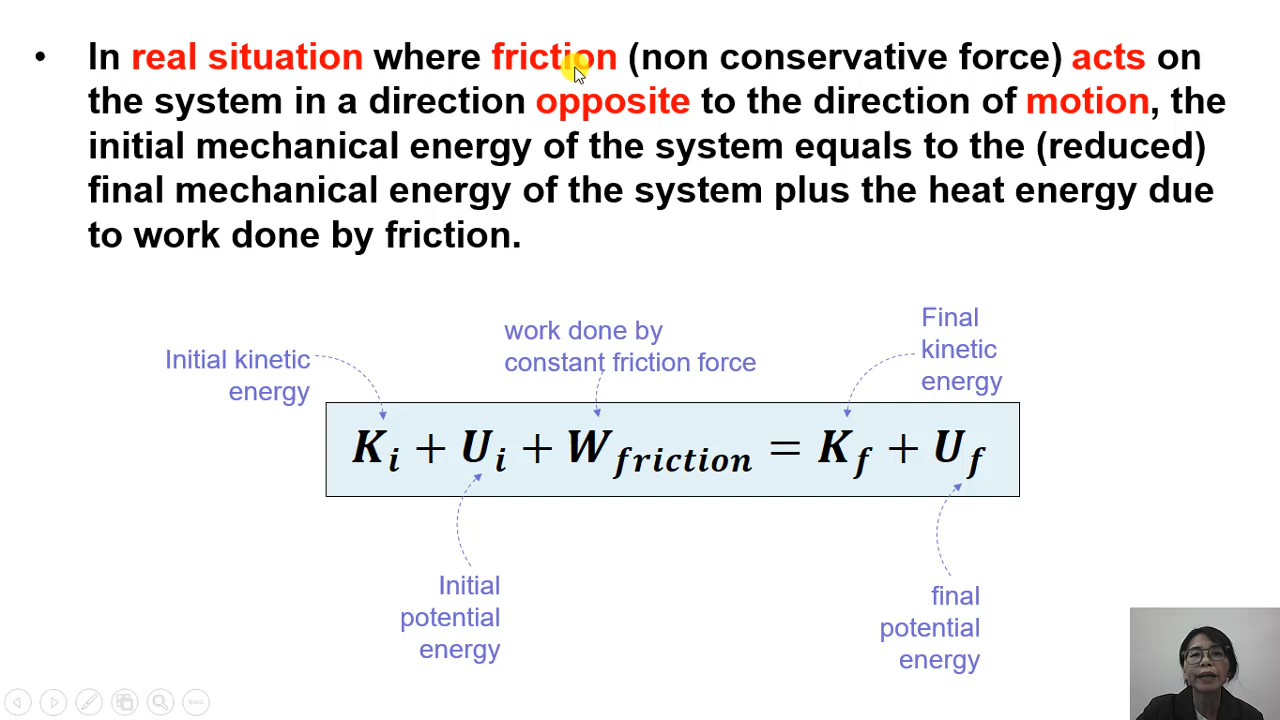 • In real situation where friction (non conservative force) acts on
the system in a direction opposite to the direction of motion, the
initial mechanical energy of the system equals to the (reduced)
final mechanical energy of the system plus the heat energy due
to work done by friction.
Initial kinetic
energy
work done by
constant friction force
Final
kinetic
energy
K_i + U_i + W_friction = K_f + U_f
Initial
potential
energy
final
potential
energy